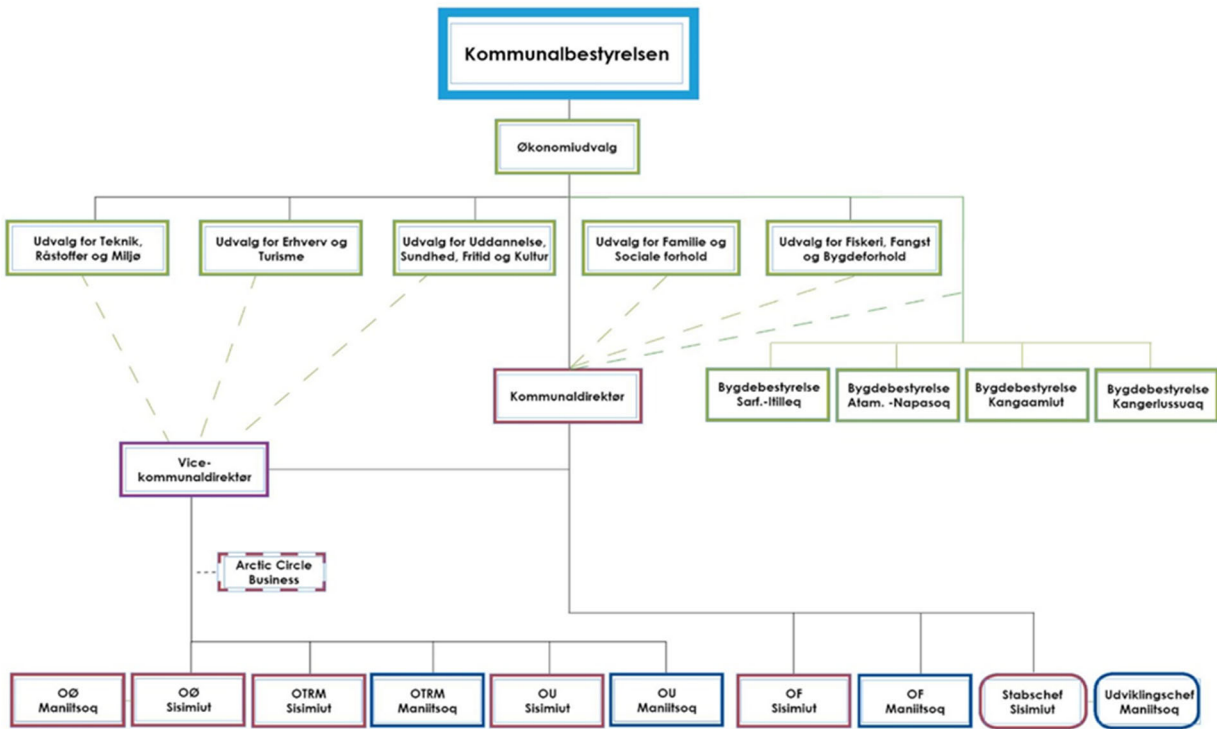 Kommunalbestyrelsen
Økonomiudvalg
Udvalg for Teknik,
Råstoffer og Miljø
Udvalg for Erhverv og
Turisme
Udvalg for Uddannelse,
Sundhed, Fritid og Kultur
Udvalg for Familie og
Sociale forhold
Udvalg for Fiskeri, Fangst
og Bygdeforhold
Kommunaldirektør
Bygdebestyrelse
Sarf.-Itilleq
Bygdebestyrelse
Atam. -Napasoq
Bygdebestyrelse
Kangaamiut
Bygdebestyrelse
Kangerlussuaq
Vice-
kommunaldirektør
Arctic Circle
Business
OØ
Maniitsoq
OØ
Sisimiut
OTRM
Sisimiut
OTRM
Maniitsoq
OU
Sisimiut
OU
Maniitsoq
OF
Sisimiut
OF
Maniitsoq
Stabschef
Sisimiut
Udviklingschef
Maniitsoq